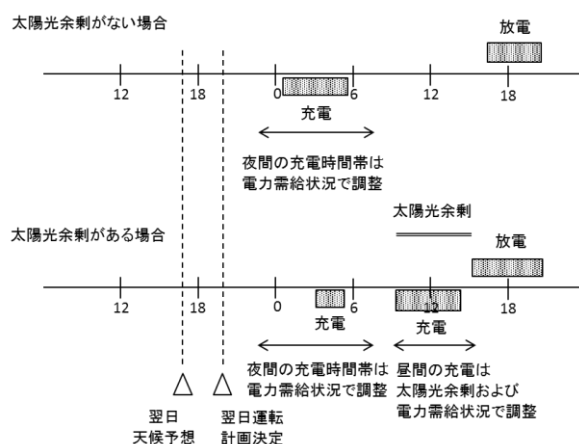 太陽光余剰がない場合
放電
12 18 0 6 12 18
充電
夜間の充電時間帯は
電力需給状況で調整
太陽光余剰
太陽光余剰がある場合
放電
12 18 0 12 18
充電 充電
夜間の充電時間帯は
電力需給状況で調整
昼間の充電は
太陽光余剰および
電力需給状況で調整
翌日
天候予想
翌日運転
計画決定